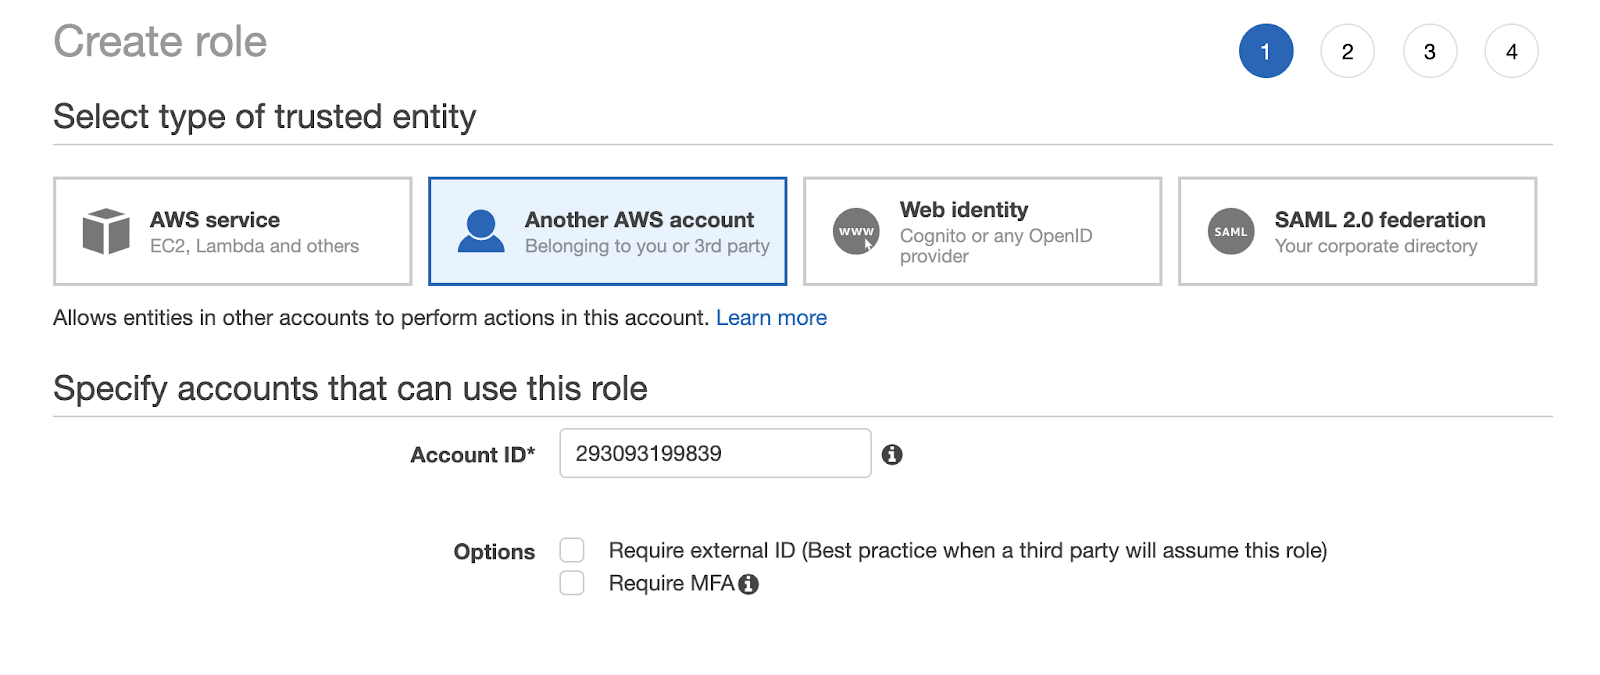 Create role
1 2 3 4
Select type of trusted entity
AWS service
EC2, Lambda and others
Another AWS account
Belonging to you or 3rd party
www
Web identity
Cognito or any OpenID
provider
SAML
SAML 2.0 federation
Your corporate directory
Allows entities in other accounts to perform actions in this account. Learn more
Specify accounts that can use this role
Account ID* 293093199839
Options Require external ID (Best practice when a third party will assume this role)
Require MFA